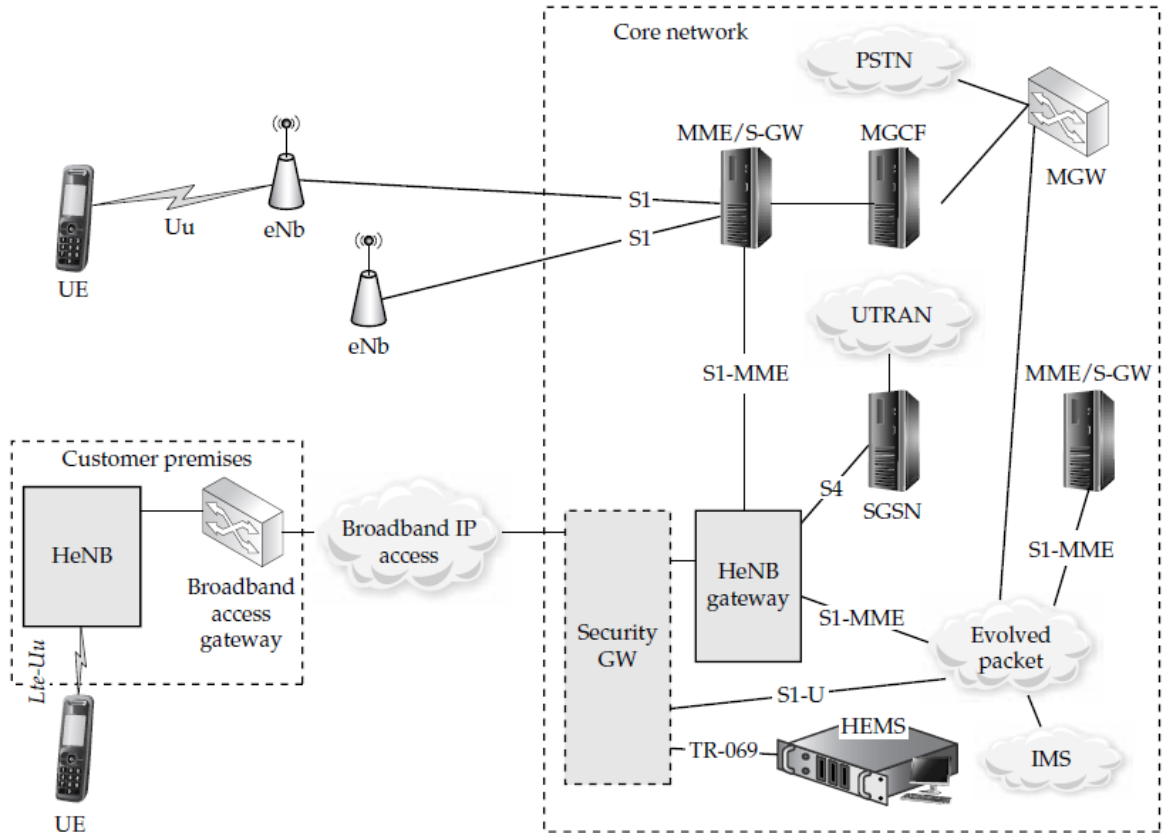 Core network
PSTN
MME/S-GW
MGCF
MGW
S1
Uu
eNb
S1
UE
eNb
UTRAN
S1-MME
MME/S-GW
Customer premises
S4
SGSN
HeNB
Broadband IP
access
HeNB
gateway
S1-MME
Broadband
access
gateway
S1-MME
Security
GW
Evolved
packet
Lte-Uu
S1-U
HEMS
TR-069
IMS
UE